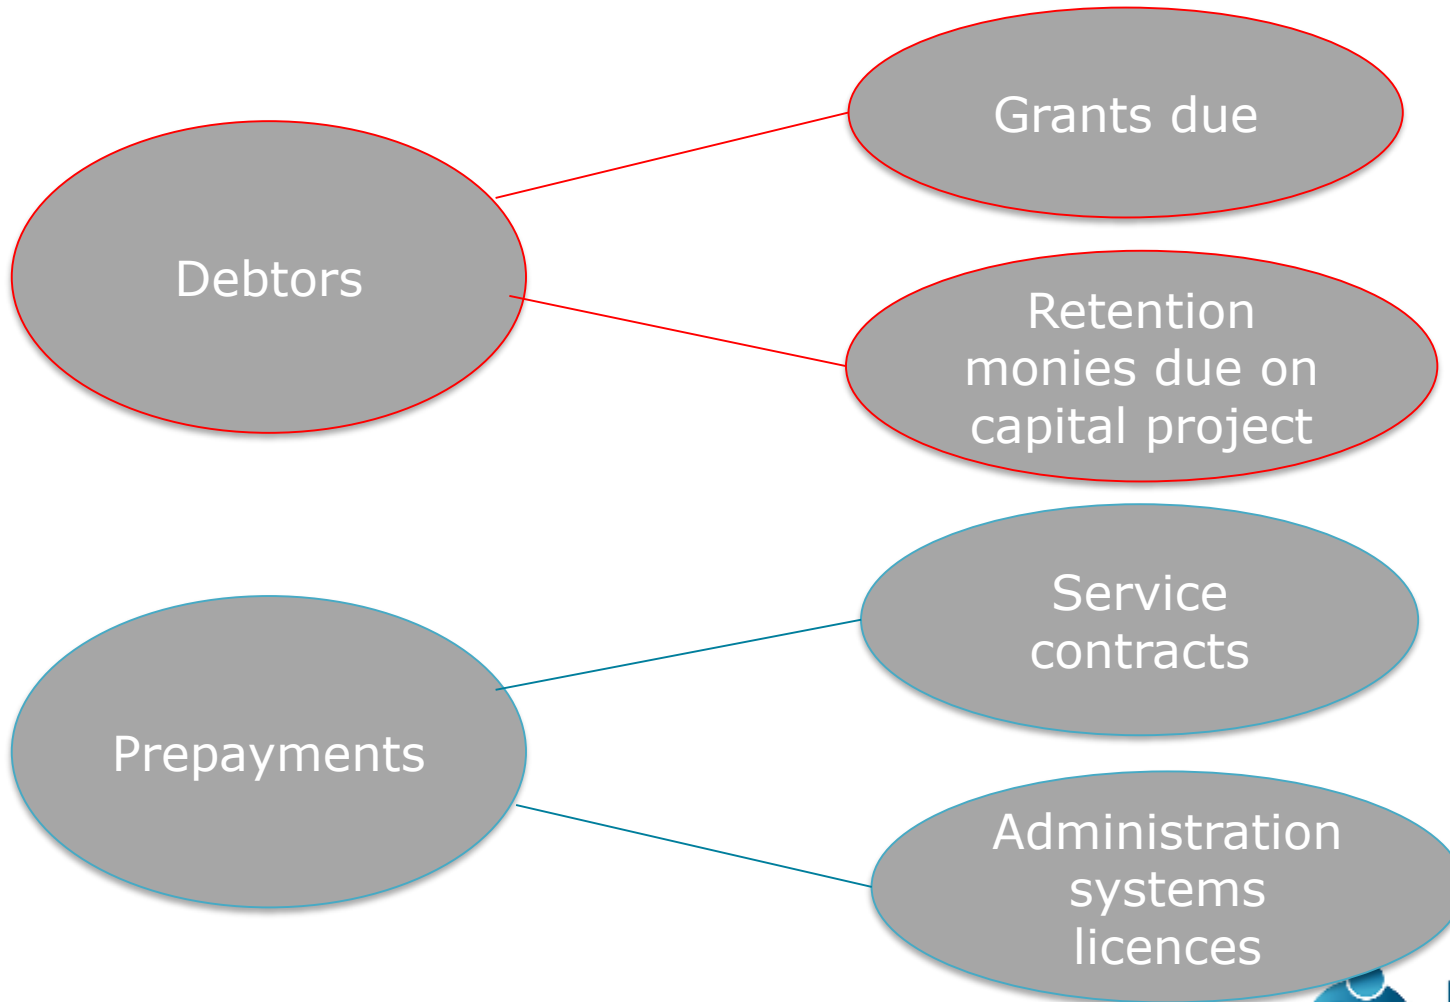 Grants due
Debtors
Retention
monies due on
capital project
Service
contracts
Prepayments
Administration
systems
licences